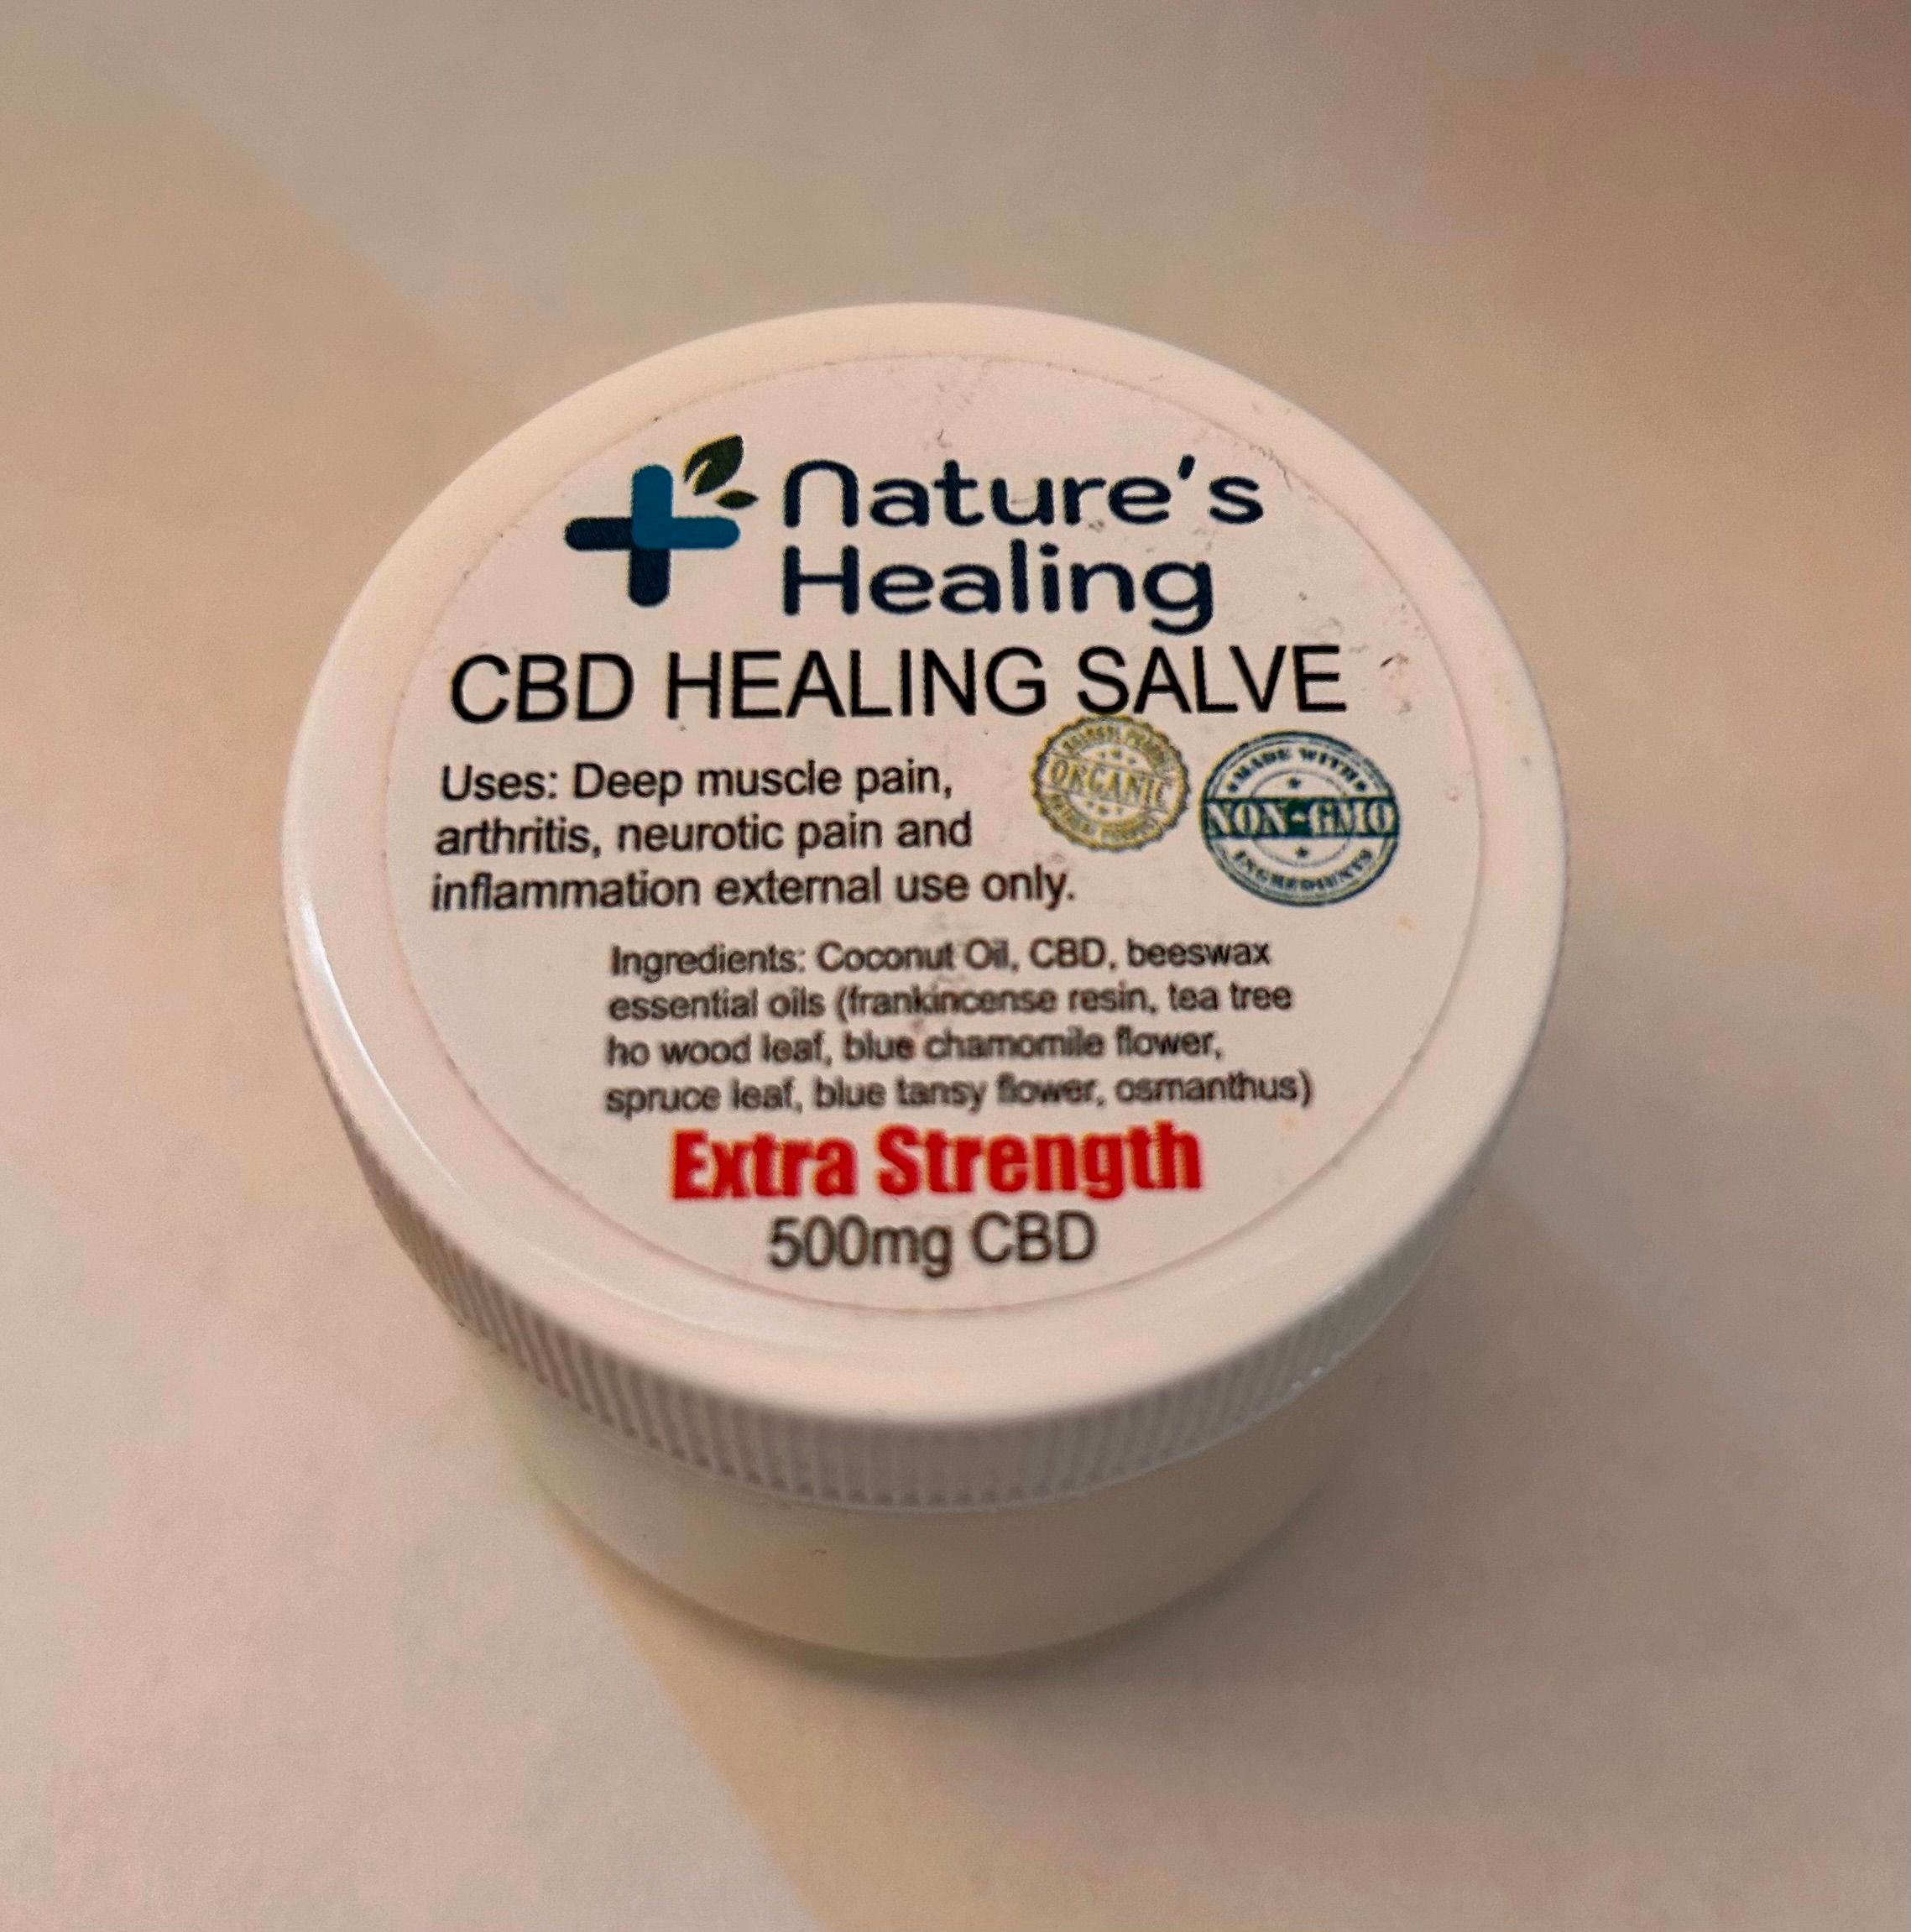 nature's
Healing
CBD HEALING SALVE
Uses: Deep muscle pain,
arthritis, neurotic pain and
inflammation external use only.
ORGANIC
MADE WITH
NON-GMO
INGREDIENTS
Ingredients: Coconut Oil, CBD, beeswax
essential oils (frankincense resin, tea tree
ho wood leaf, blue chamomile flower,
spruce leaf, blue tansy flower, osmanthus)
Extra Strength
500mg CBD